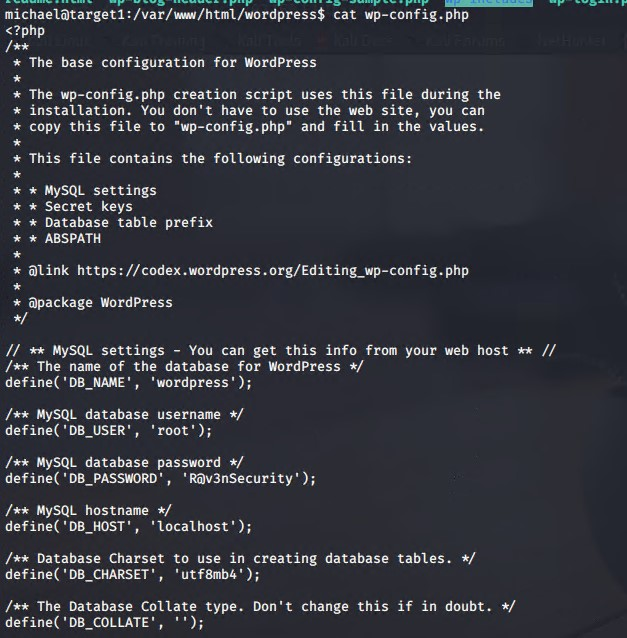 readme.html wp-blog-header.php wp-config-sample.php wp-includes wp-login.p
michael@target1:/var/www/html/wordpress$ cat wp-config.php
<?php
/**
 * The base configuration for WordPress
 *
 * The wp-config.php creation script uses this file during the
 * installation. You don't have to use the web site, you can
 * copy this file to "wp-config.php" and fill in the values.
 *
 * This file contains the following configurations:
 *
 * * MySQL settings
 * * Secret keys
 * * Database table prefix
 * * ABSPATH
 *
 * @link https://codex.wordpress.org/Editing_wp-config.php
 *
 * @package WordPress
 */
// ** MySQL settings - You can get this info from your web host ** //
/** The name of the database for WordPress */
define('DB_NAME', 'wordpress');
/** MySQL database username */
define('DB_USER', 'root');
/** MySQL database password */
define('DB_PASSWORD', 'R@v3nSecurity');
/** MySQL hostname */
define('DB_HOST', 'localhost');
/** Database Charset to use in creating database tables. */
define('DB_CHARSET', 'utf8mb4');
/** The Database Collate type. Don't change this if in doubt. */
define('DB_COLLATE', '');